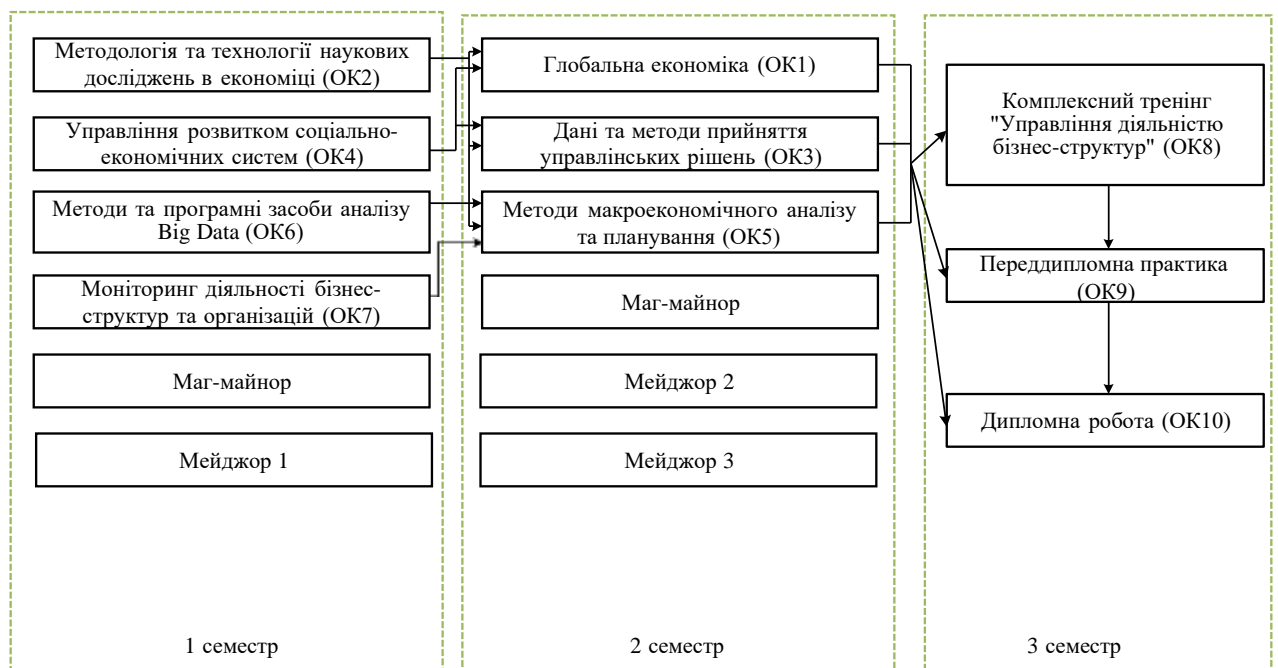 Методологія та технології наукових
досліджень в економіці (ОК2)
Управління розвитком соціально-
економічних систем (ОК4)
Методи та програмні засоби аналізу
Big Data (ОК6)
Моніторинг діяльності бізнес-
структур та організацій (ОК7)
Маг-майнор
Мейджор 1
1 семестр
Глобальна економіка (ОК1)
Дані та методи прийняття
управлінських рішень (ОК3)
Методи макроекономічного аналізу
та планування (ОК5)
Маг-майнор
Мейджор 2
Мейджор 3
2 семестр
Комплексний тренінг
"Управління діяльністю
бізнес-структур" (ОК8)
Переддипломна практика
(ОК9)
Дипломна робота (ОК10)
3 семестр